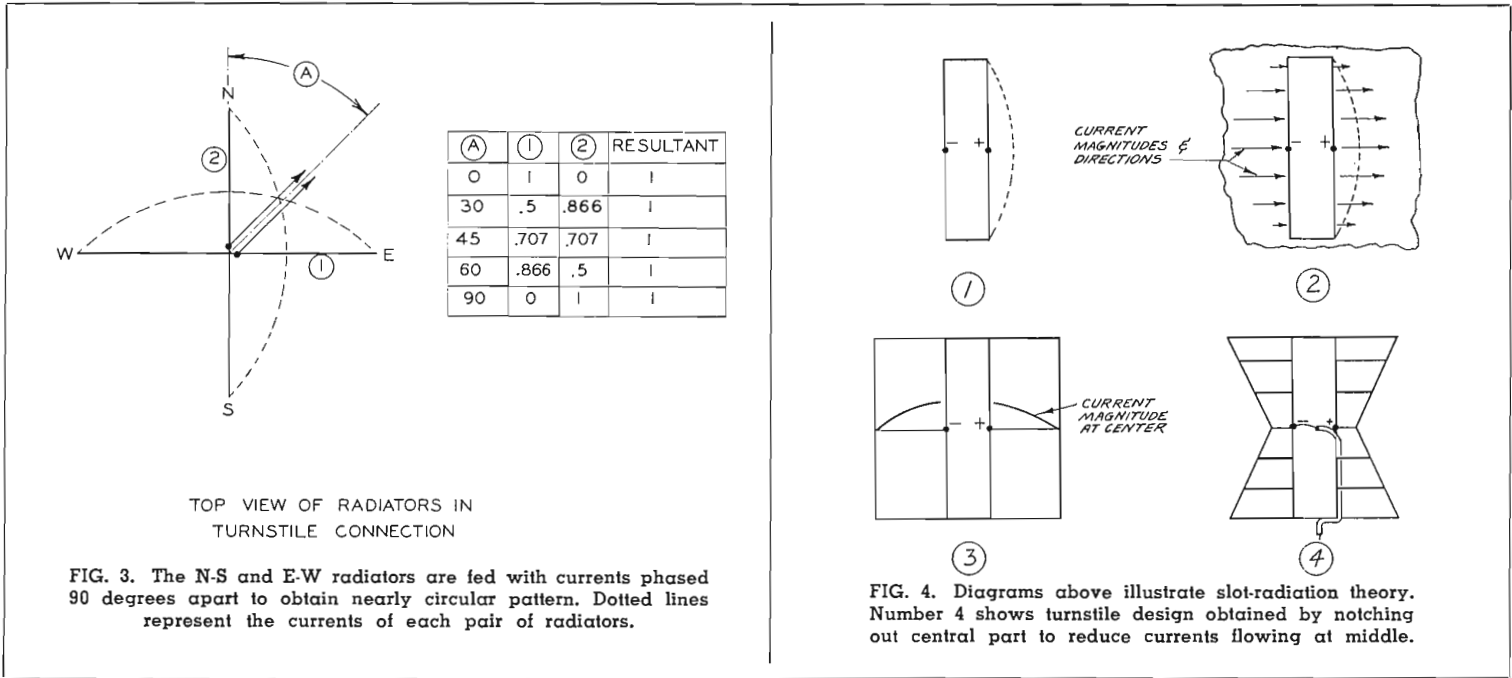 A
N
2
W
E
1
S
A 1 2 RESULTANT
0 1 0 1
30 .5 .866 1
45 .707 .707 1
60 .866 .5 1
90 0 1 1
TOP VIEW OF RADIATORS IN
TURNSTILE CONNECTION
FIG. 3. The N-S and E-W radiators are fed with currents phased
90 degrees apart to obtain nearly circular pattern. Dotted lines
represent the currents of each pair of radiators.
- +
1
CURRENT
MAGNITUDES &
DIRECTIONS
- +
2
- +
CURRENT
MAGNITUDE
AT CENTER
3
- +
4
FIG. 4. Diagrams above illustrate slot-radiation theory.
Number 4 shows turnstile design obtained by notching
out central part to reduce currents flowing at middle.